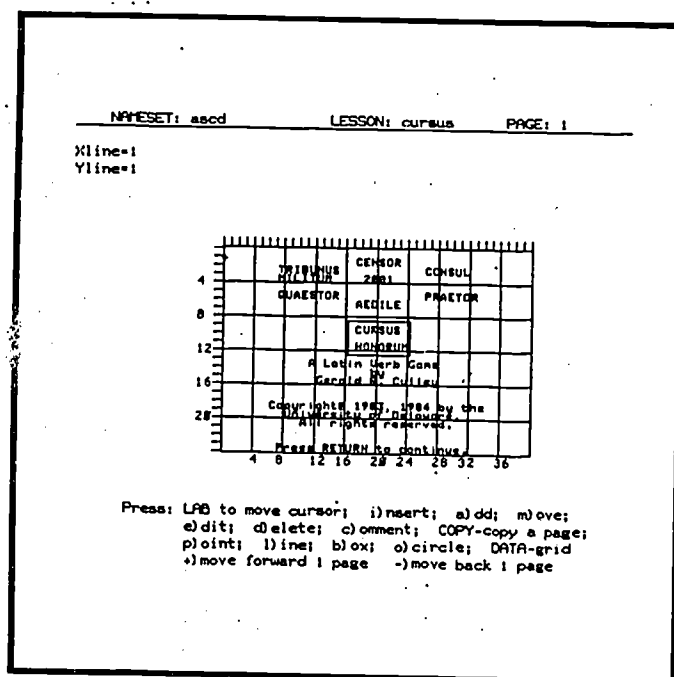 NAMESET: ascd LESSON: cursus PAGE: 1
Xline=1
Yline=1
CENSOR
TRIBUNUS CONSUL
MILITUM 2001
4
QUAESTOR PRAETOR
AEDILE
8
CURSUS
HONORUM
12
A Latin Verb Game
by
16
Gerald R. Culley
Copyright© 1983, 1984 by the
University of Delaware.
20
All rights reserved.
Press RETURN to continue.
4 8 12 16 20 24 28 32 36
Press: LAB to move cursor; i)nsert; a)dd; m)ove;
e)dit; d)elete; c)omment; COPY-copy a page;
p)oint; l)ine; b)ox; o)circle; DATA-grid
+)move forward 1 page -)move back 1 page